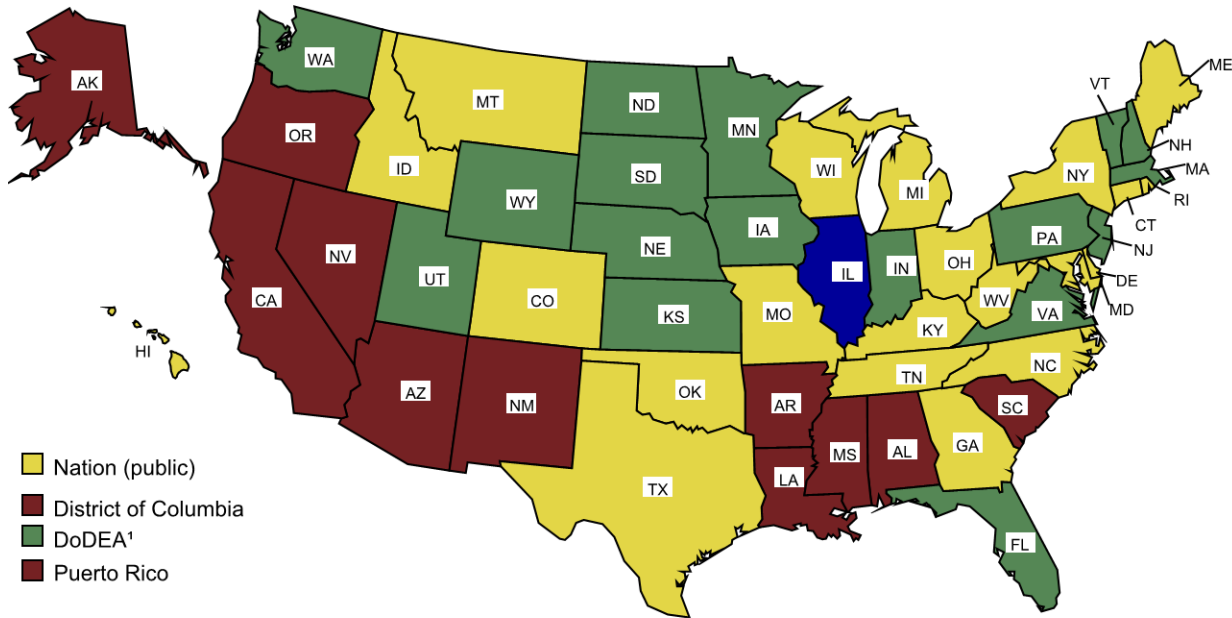 AK
WA
OR
ID
MT
ND
MN
SD
WY
NE
IA
WI
MI
NV
UT
CO
KS
MO
IL
IN
OH
KY
WV
PA
NY
VT
ME
NH
MA
RI
CT
NJ
DE
MD
VA
CA
HI
AZ
NM
OK
AR
TN
NC
SC
MS
AL
GA
LA
TX
FL
Nation (public)
District of Columbia
DoDEA¹
Puerto Rico